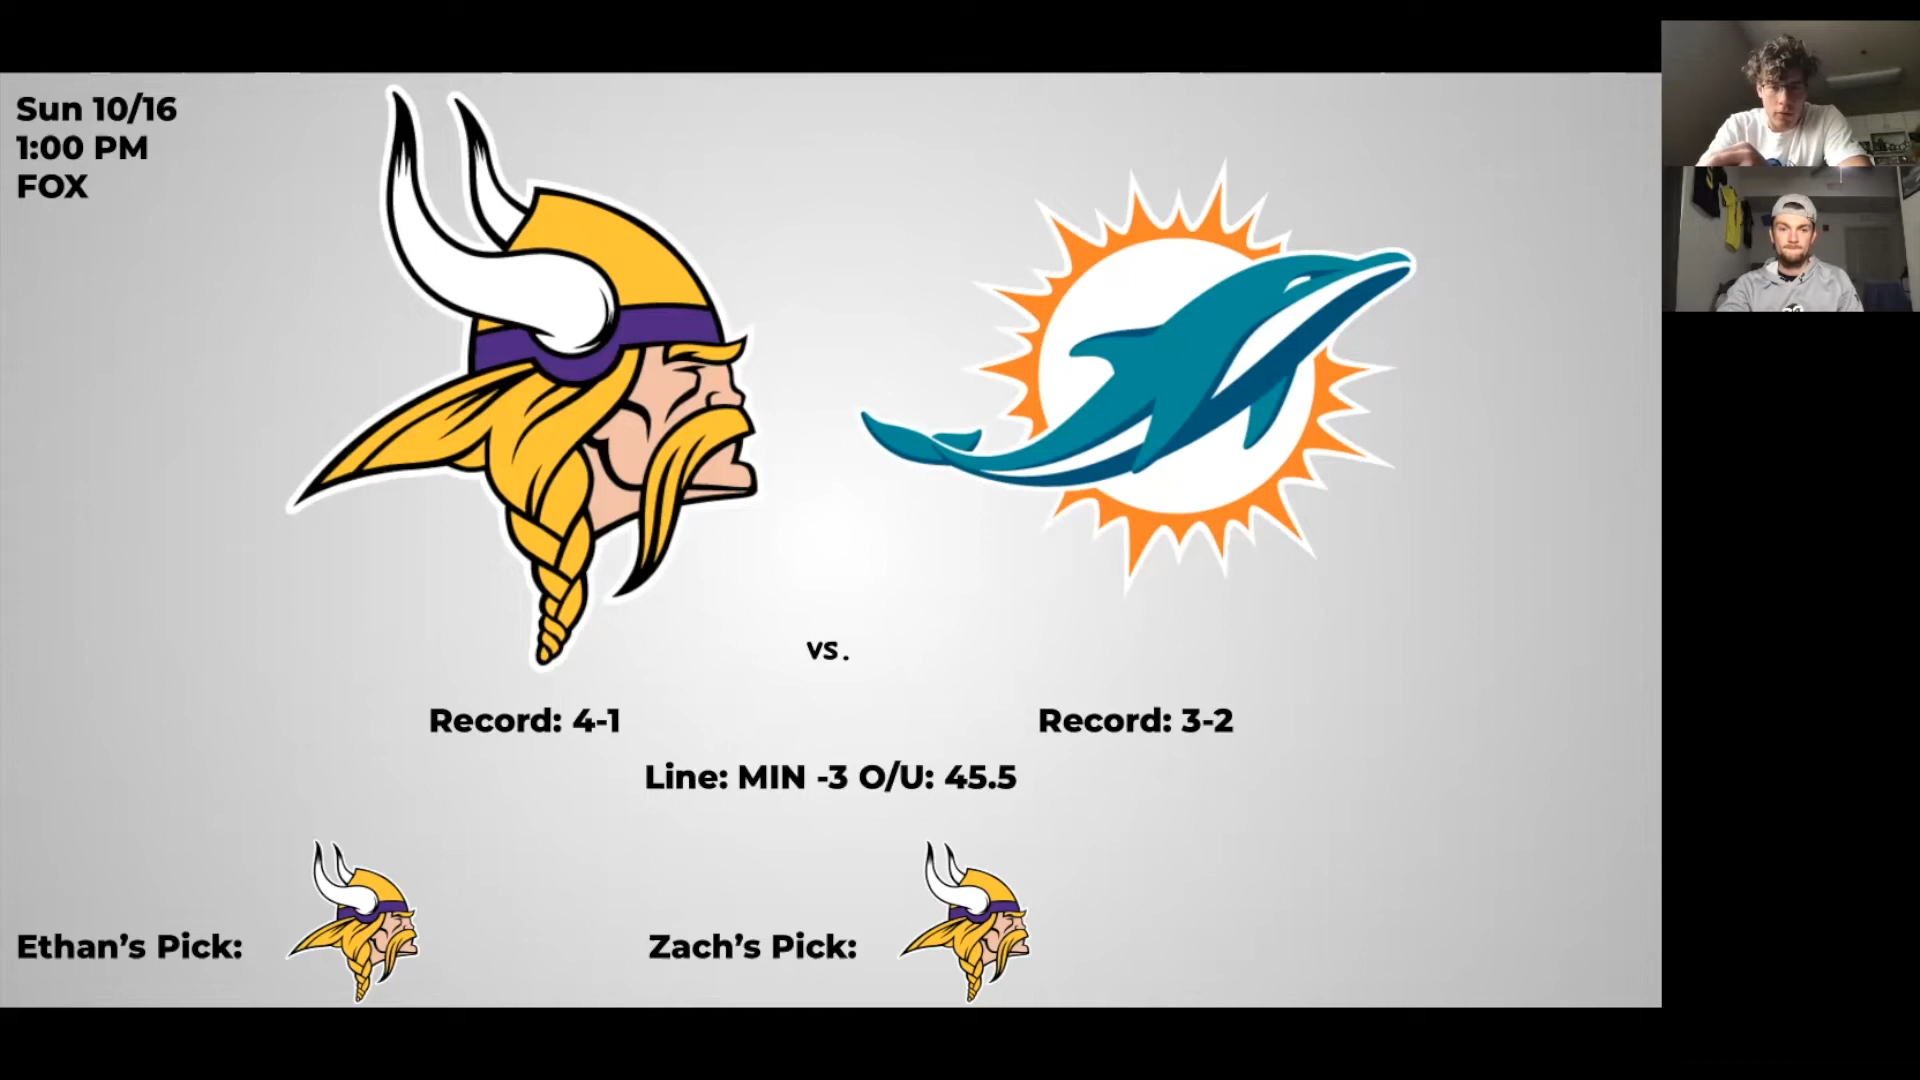 Sun 10/16
1:00 PM
FOX
vs.
Record: 4-1
Record: 3-2
Line: MIN -3 O/U: 45.5
Ethan’s Pick:
Zach’s Pick: